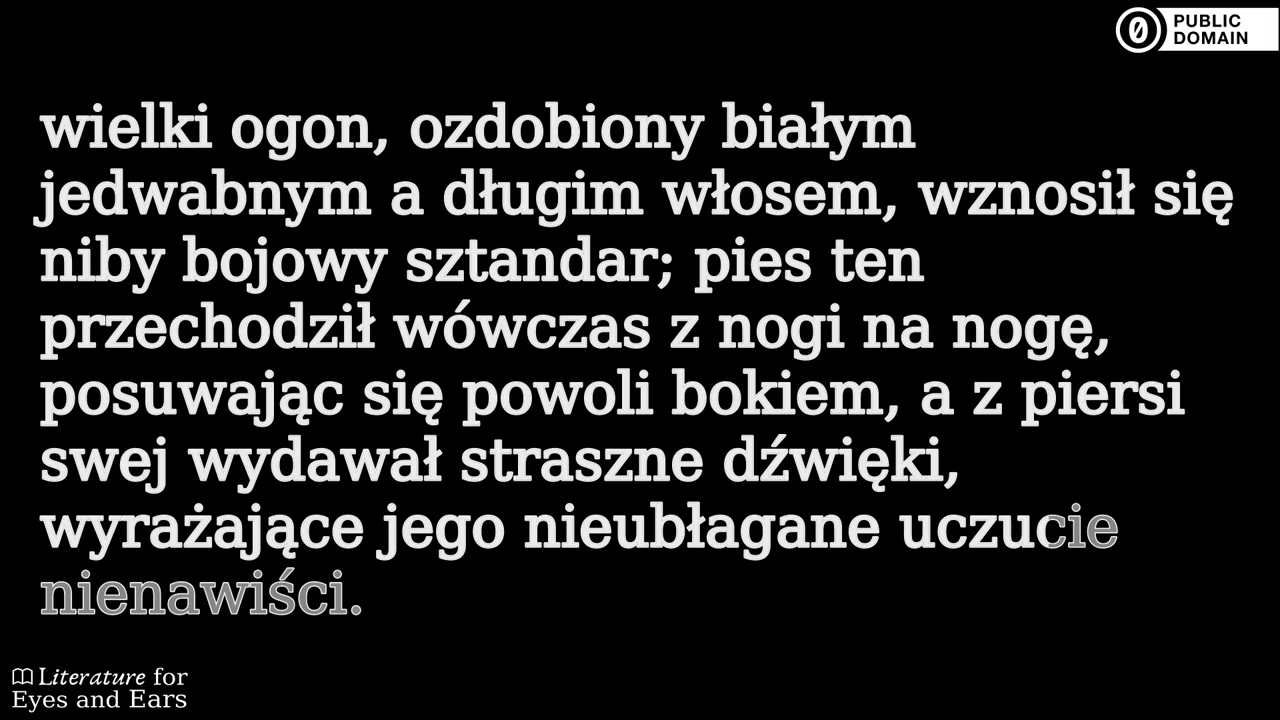 PUBLIC
DOMAIN
wielki ogon, ozdobiony białym
jedwabnym a długim włosem, wznosił się
niby bojowy sztandar; pies ten
przechodził wówczas z nogi na nogę,
posuwając się powoli bokiem, a z piersi
swej wydawał straszne dźwięki,
wyrażające jego nieubłagane uczucie
nienawiści.
Literature for
Eyes and Ears